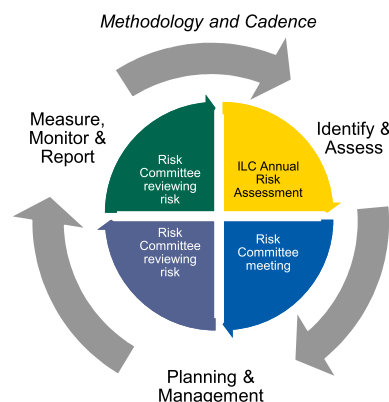 Methodology and Cadence
Measure,
Monitor &
Report
Identify &
Assess
Risk
Committee
reviewing
risk
ILC Annual
Risk
Assessment
Risk
Committee
reviewing
risk
Risk
Committee
meeting
Planning &
Management